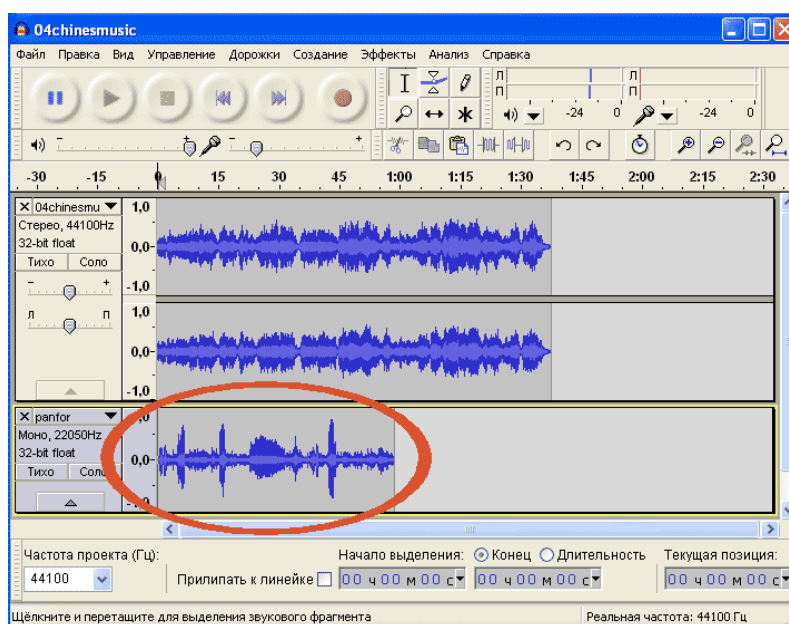 04chinesmusic
Файл Правка Вид Управление Дорожки Создание Эффекты Анализ Справка
Л
П
-24 0
Л
П
-24 0
- +
- +
-30 -15 0 15 30 45 1:00 1:15 1:30 1:45 2:00 2:15 2:30
04chinesmu
Стерео, 44100Hz
32-bit float
Тихо Соло
- +
Л П
1,0
0,0
-1,0
1,0
0,0
-1,0
panfor
Моно, 22050Hz
32-bit float
Тихо
0,0
Частота проекта (Гц):
44100
Прилипать к линейке
Начало выделения: Конец Длительность
00 ч 00 м 00 с 00 ч 00 м 00 с
Текущая позиция:
00 ч 00 м 00 с
Щёлкните и перетащите для выделения звукового фрагмента
Реальная частота: 44100 Гц